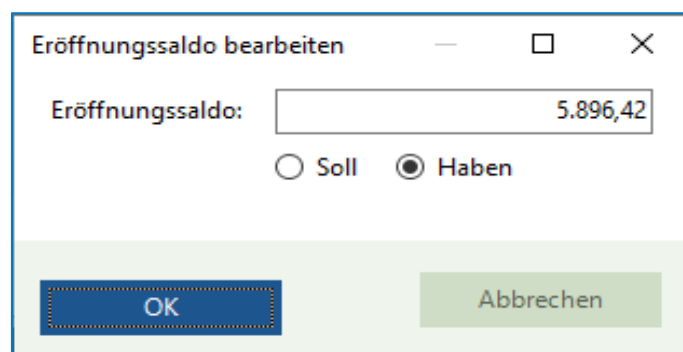 Eröffnungssaldo bearbeiten
Eröffnungssaldo: 5.896,42
Soll Haben
OK Abbrechen